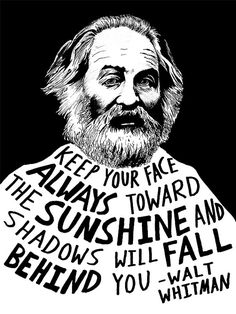 KEEP YOUR FACE
ALWAYS TOWARD
THE SUNSHINE AND
SHADOWS WILL FALL
BEHIND YOU -WALT
WHITMAN